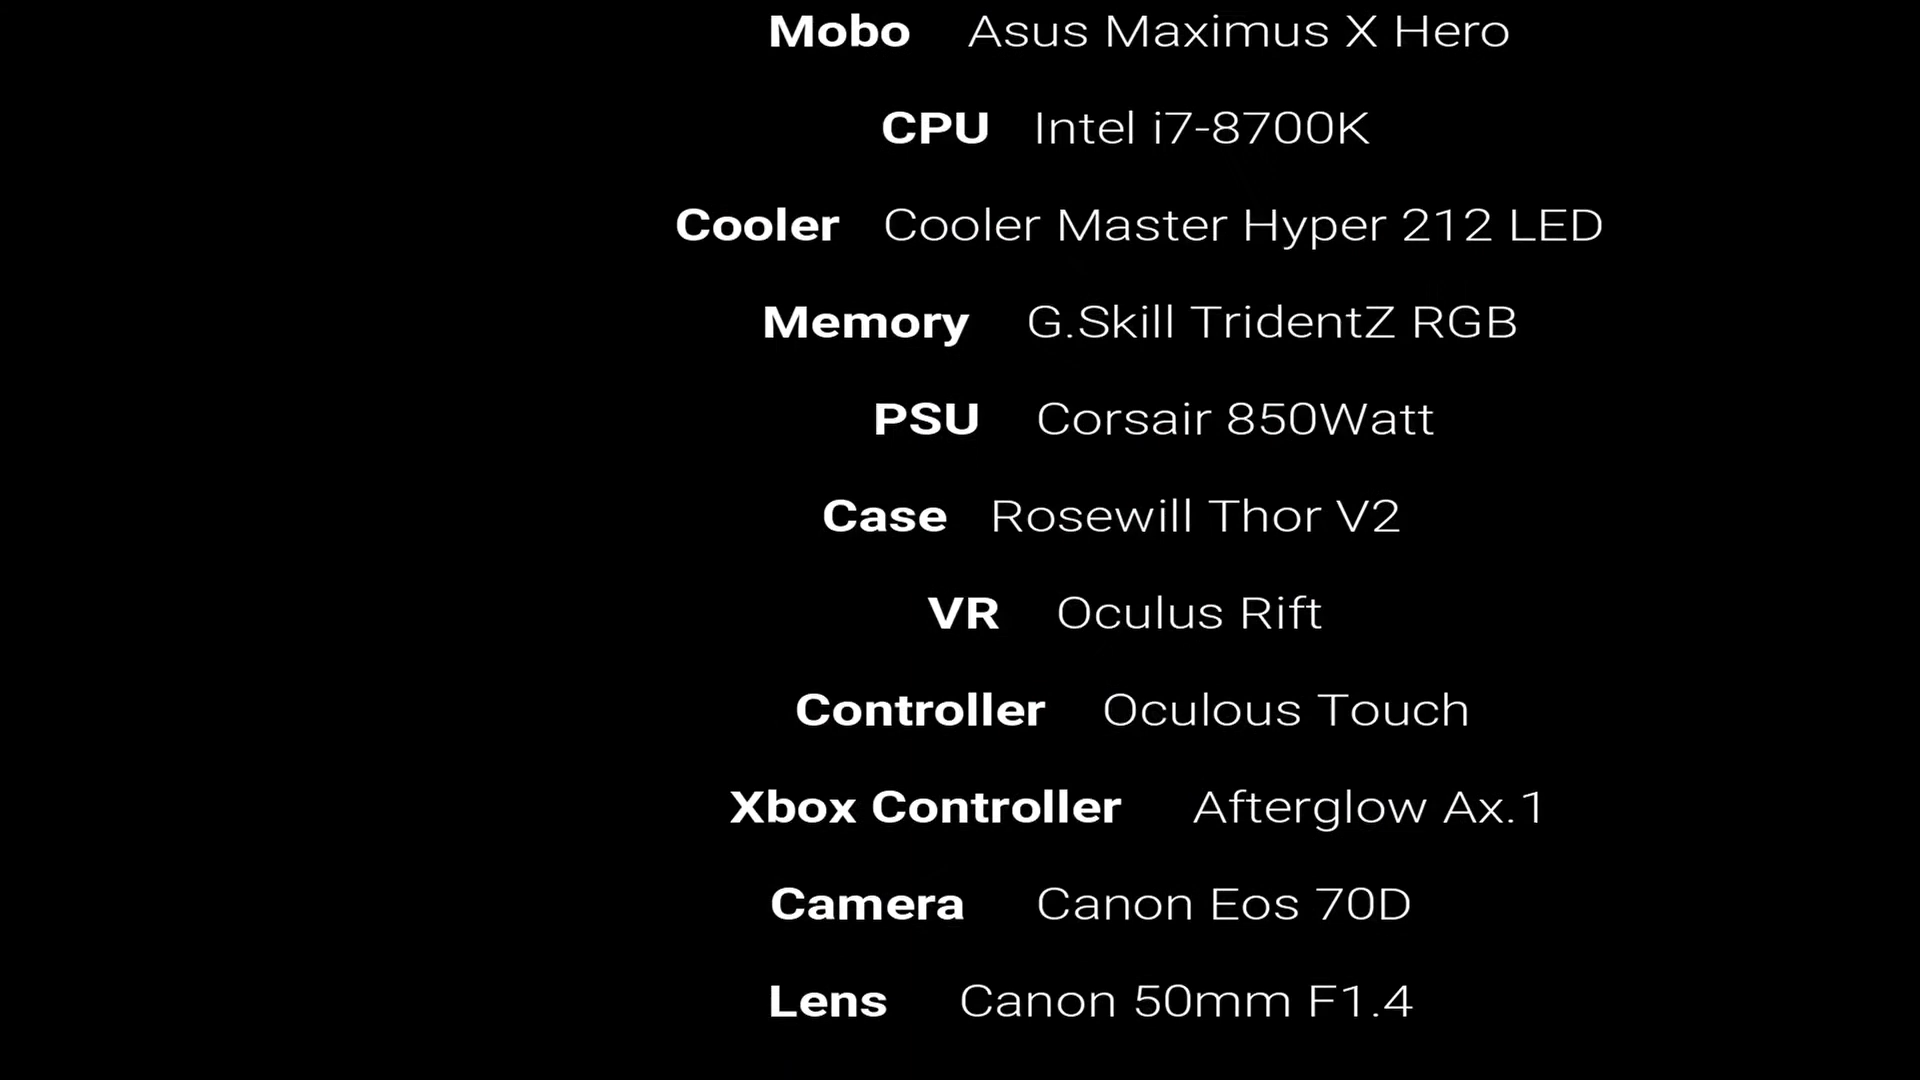 Mobo Asus Maximus X Hero
CPU Intel i7-8700K
Cooler Cooler Master Hyper 212 LED
Memory G.Skill TridentZ RGB
PSU Corsair 850Watt
Case Rosewill Thor V2
VR Oculus Rift
Controller Oculous Touch
Xbox Controller Afterglow Ax.1
Camera Canon Eos 70D
Lens Canon 50mm F1.4